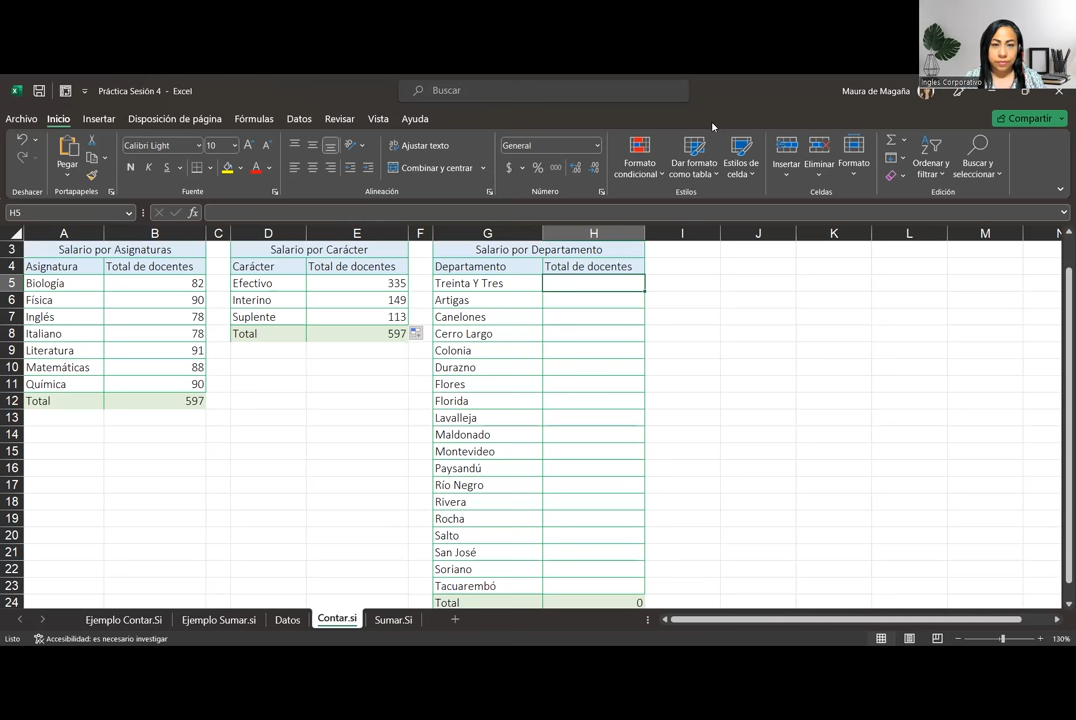 Ingles Corporativo
Práctica Sesión 4 - Excel
Buscar
Maura de Magaña
Archivo Inicio Insertar Disposición de página Fórmulas Datos Revisar Vista Ayuda
Compartir
Pegar
Calibri Light 10
N K S
Ajustar texto
Combinar y centrar
General
$ % 000
Formato condicional
Dar formato como tabla
Estilos de celda
Insertar Eliminar Formato
Ordenar y filtrar
Buscar y seleccionar
Deshacer Portapapeles Fuente Alineación Número Estilos Celdas Edición
H5 fx
A B C D E F G H I J K L M N
3 Salario por Asignaturas Salario por Carácter Salario por Departamento
4 Asignatura Total de docentes Carácter Total de docentes Departamento Total de docentes
5 Biología 82 Efectivo 335 Treinta Y Tres
6 Física 90 Interino 149 Artigas
7 Inglés 78 Suplente 113 Canelones
8 Italiano 78 Total 597 Cerro Largo
9 Literatura 91 Colonia
10 Matemáticas 88 Durazno
11 Química 90 Flores
12 Total 597 Florida
13 Lavalleja
14 Maldonado
15 Montevideo
16 Paysandú
17 Río Negro
18 Rivera
19 Rocha
20 Salto
21 San José
22 Soriano
23 Tacuarembó
24 Total 0
Ejemplo Contar.Si Ejemplo Sumar.si Datos Contar.si Sumar.Si
Listo Accesibilidad: es necesario investigar 130%